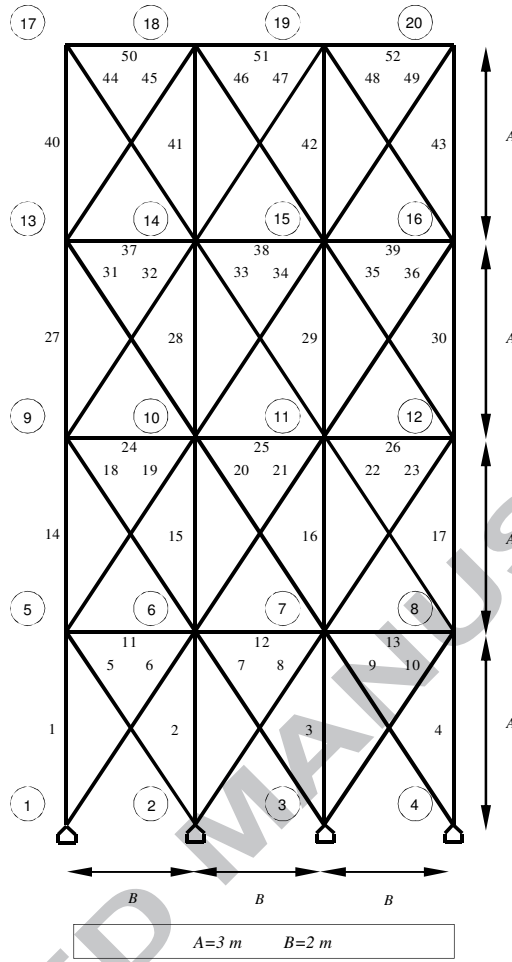 17 18 19 20
50 51 52
44 45 46 47 48 49
A
40 41 42 43
13 14 15 16
37 38 39
31 32 33 34 35 36
27 28 29 30
A
9 10 11 12
24 25 26
18 19 20 21 22 23
14 15 16 17
A
5 6 7 8
11 12 13
5 6 7 8 9 10
1 2 3 4
A
1 2 3 4
B B B
A=3 m B=2 m
ED MANUS